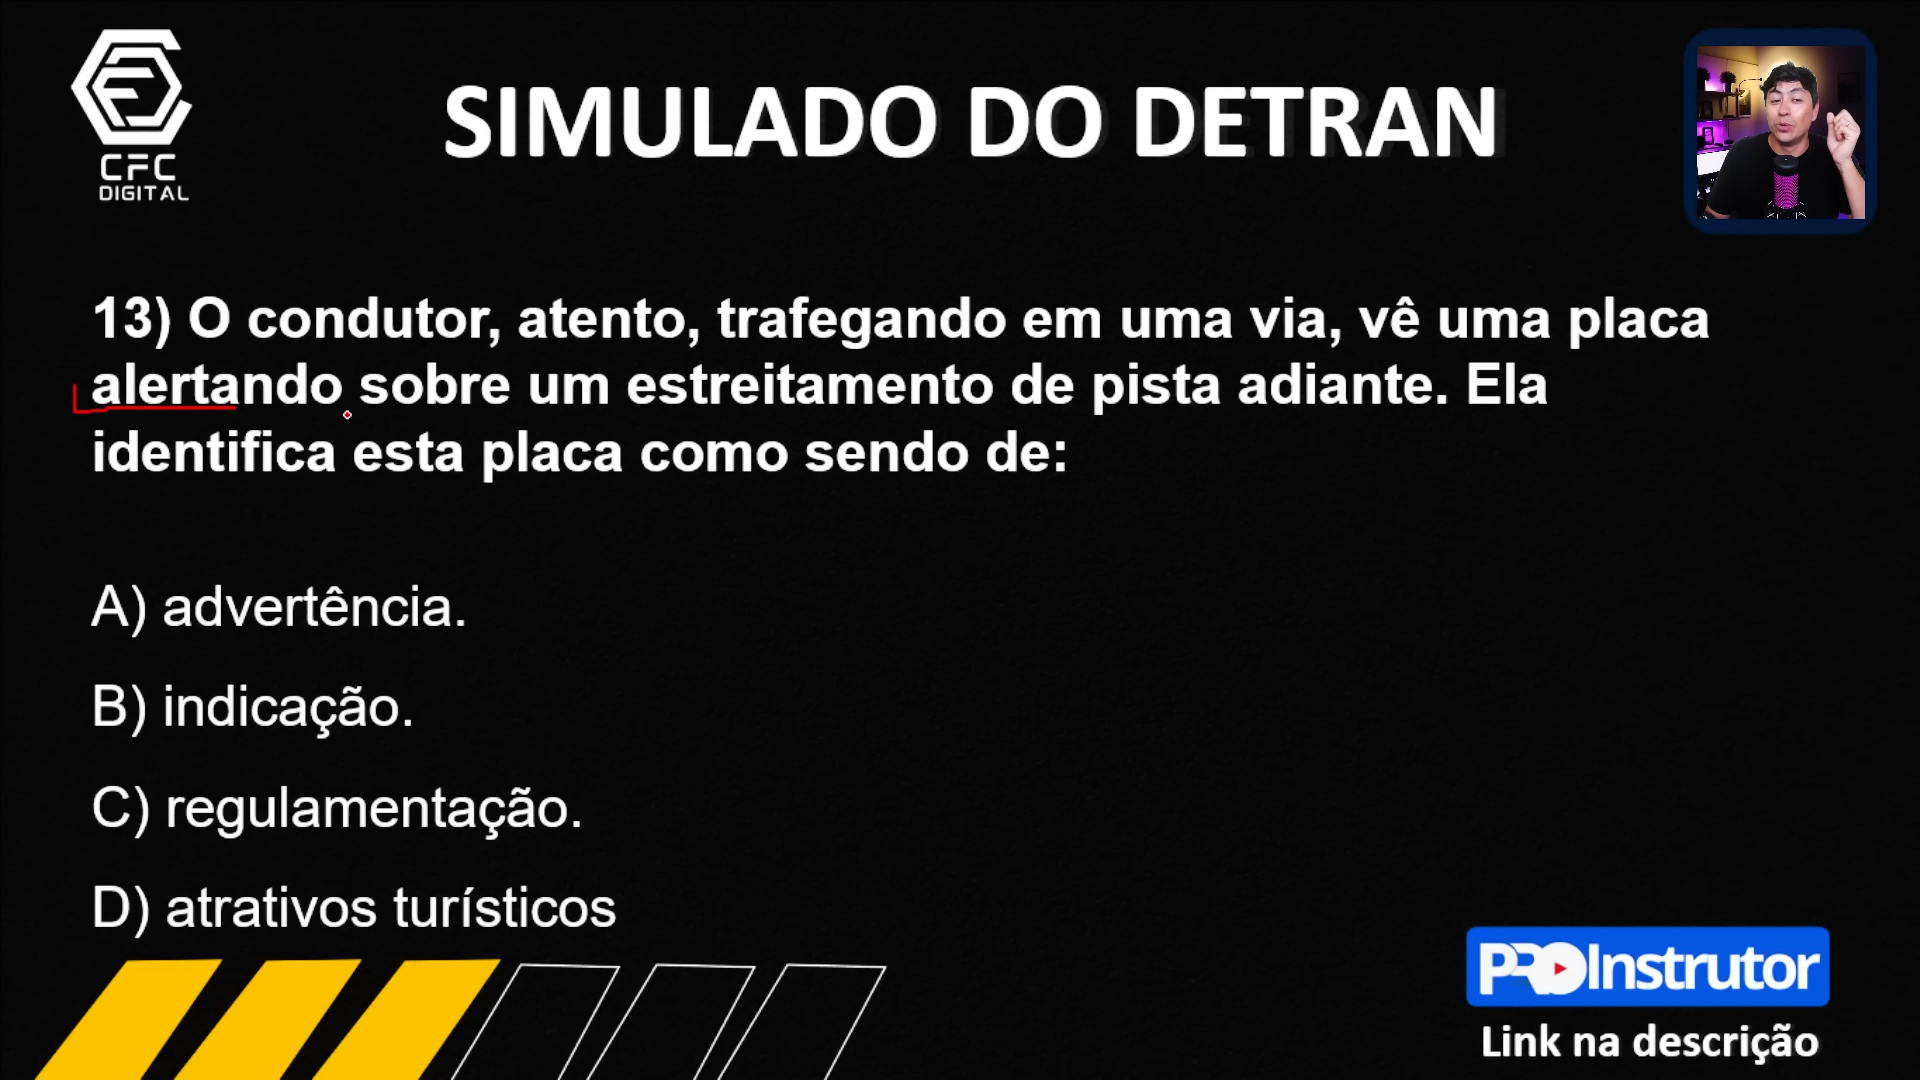 CFC
DIGITAL
SIMULADO DO DETRAN
13) O condutor, atento, trafegando em uma via, vê uma placa
alertando sobre um estreitamento de pista adiante. Ela
identifica esta placa como sendo de:
A) advertência.
B) indicação.
C) regulamentação.
D) atrativos turísticos
PROInstrutor
Link na descrição